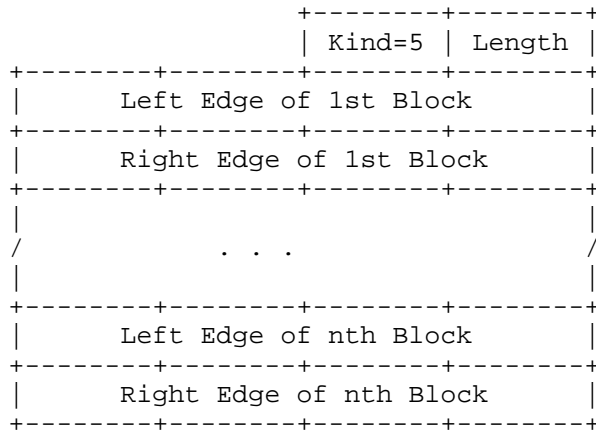 Kind=5 Length
Left Edge of 1st Block
Right Edge of 1st Block
. . .
Left Edge of nth Block
Right Edge of nth Block